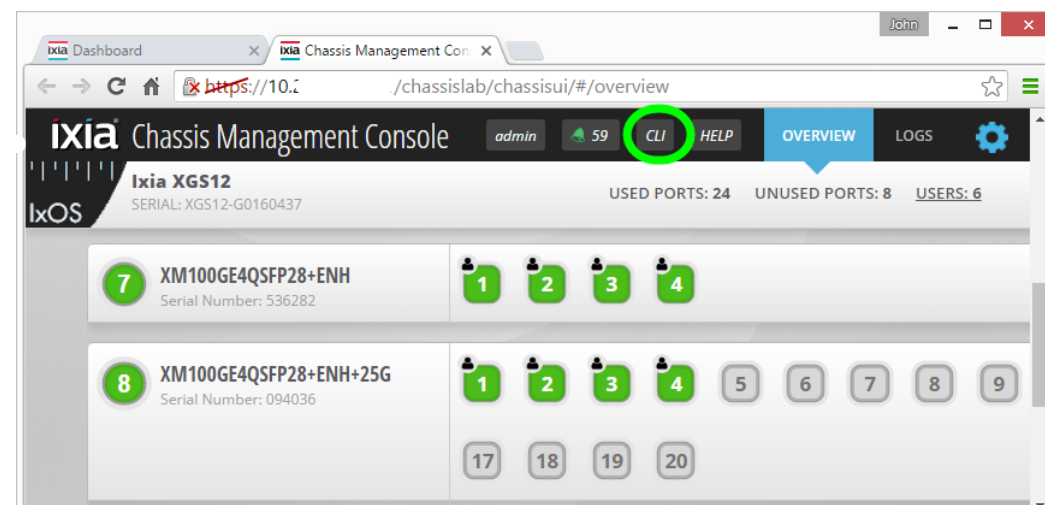 John
ixia Dashboard
ixia Chassis Management Con
https://10.2 ./chassislab/chassisui/#/overview
ixia Chassis Management Console
admin
59
CLI
HELP
OVERVIEW
LOGS
IxOS
Ixia XGS12
SERIAL: XGS12-G0160437
USED PORTS: 24
UNUSED PORTS: 8
USERS: 6
7
XM100GE4QSFP28+ENH
Serial Number: 536282
1 2 3 4
8
XM100GE4QSFP28+ENH+25G
Serial Number: 094036
1 2 3 4 5 6 7 8 9
17 18 19 20